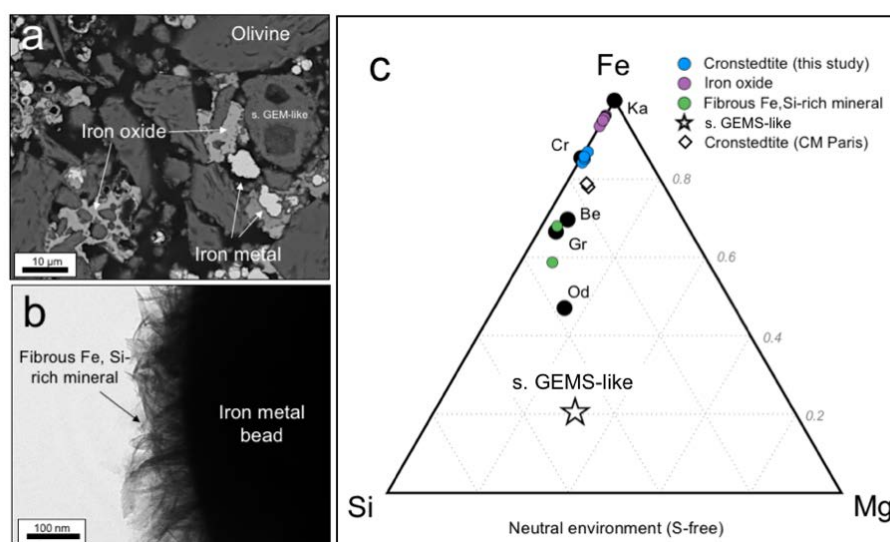 a
Olivine
s. GEM-like
Iron oxide
Iron metal
10 µm
b
Fibrous Fe, Si-
rich mineral
Iron metal
bead
100 nm
c
Fe
Cronstedtite (this study)
Iron oxide
Fibrous Fe,Si-rich mineral
s. GEMS-like
Cronstedtite (CM Paris)
Ka
Cr
0.8
Be
Gr
0.6
Od
0.4
s. GEMS-like
0.2
Si
Mg
Neutral environment (S-free)